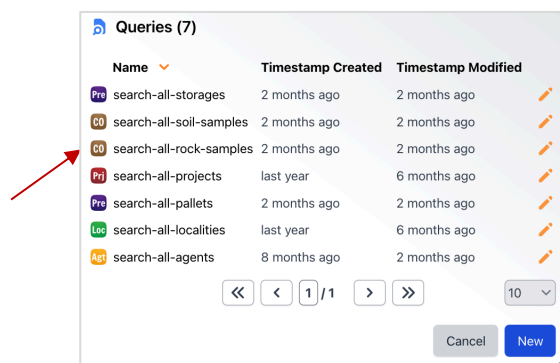 Queries (7)
Name Timestamp Created Timestamp Modified
Pre search-all-storages 2 months ago 2 months ago
CO search-all-soil-samples 2 months ago 2 months ago
CO search-all-rock-samples 2 months ago 2 months ago
Prj search-all-projects last year 6 months ago
Pre search-all-pallets 2 months ago 2 months ago
Loc search-all-localities last year 6 months ago
Agt search-all-agents 8 months ago 2 months ago
« ‹ 1 / 1 › » 10
Cancel New